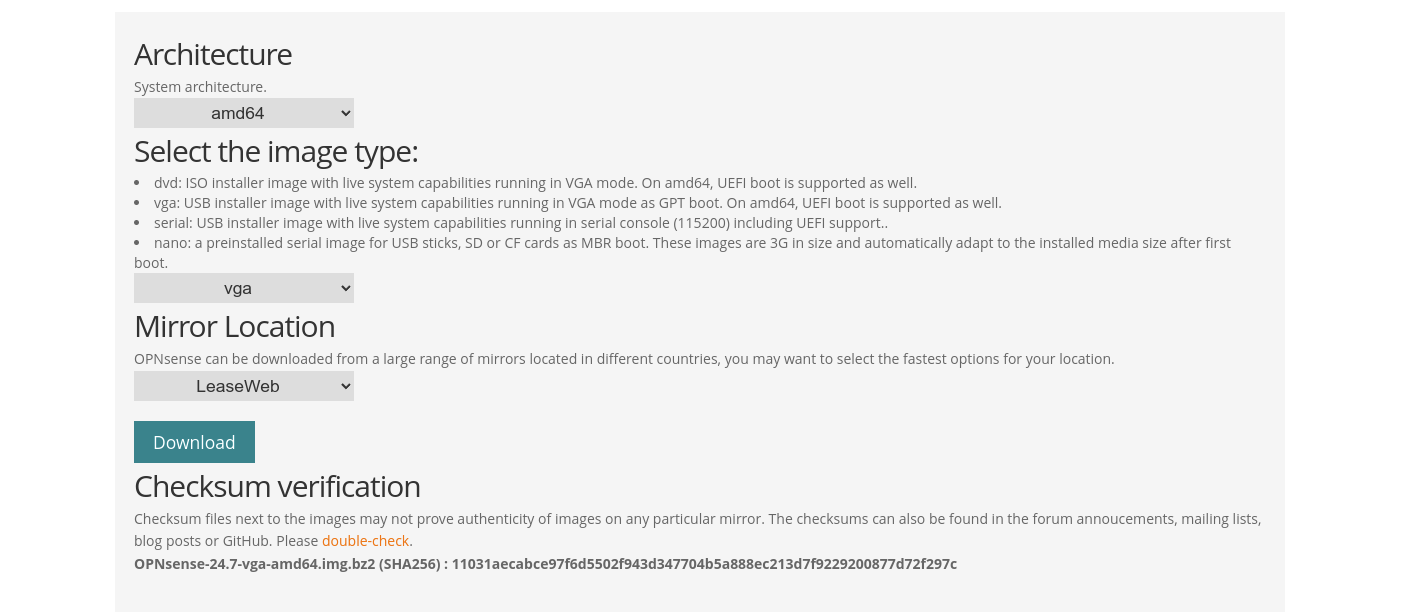 Architecture
System architecture.
amd64
Select the image type:
• dvd: ISO installer image with live system capabilities running in VGA mode. On amd64, UEFI boot is supported as well.
• vga: USB installer image with live system capabilities running in VGA mode as GPT boot. On amd64, UEFI boot is supported as well.
• serial: USB installer image with live system capabilities running in serial console (115200) including UEFI support..
• nano: a preinstalled serial image for USB sticks, SD or CF cards as MBR boot. These images are 3G in size and automatically adapt to the installed media size after first
boot.
vga
Mirror Location
OPNsense can be downloaded from a large range of mirrors located in different countries, you may want to select the fastest options for your location.
LeaseWeb
Download
Checksum verification
Checksum files next to the images may not prove authenticity of images on any particular mirror. The checksums can also be found in the forum annoucements, mailing lists,
blog posts or GitHub. Please double-check.
OPNsense-24.7-vga-amd64.img.bz2 (SHA256) : 11031aecabce97f6d5502f943d347704b5a888ec213d7f9229200877d72f297c